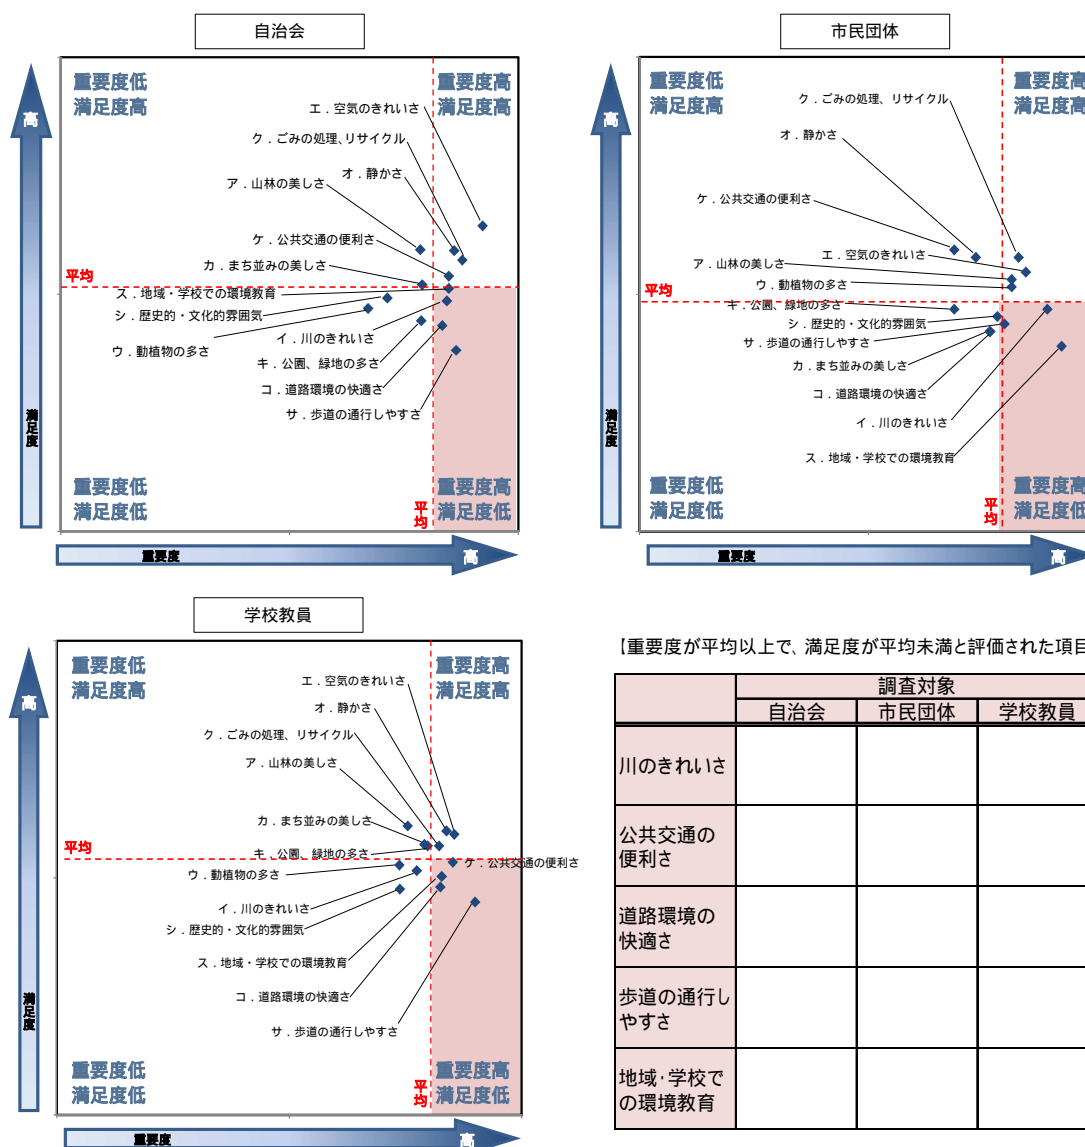 自治会
重要度低
満足度高
重要度高
満足度高
高
エ．空気のきれいさ
ク．ごみの処理、リサイクル
オ．静かさ
ア．山林の美しさ
ケ．公共交通の便利さ
カ．まち並みの美しさ
平均
ス．地域・学校での環境教育
シ．歴史的・文化的雰囲気
イ．川のきれいさ
ウ．動植物の多さ
キ．公園、緑地の多さ
コ．道路環境の快適さ
サ．歩道の通行しやすさ
満足度
重要度低
満足度低
平均
重要度高
満足度低
重要度
高
市民団体
重要度低
満足度高
重要度高
満足度高
高
ク．ごみの処理、リサイクル
オ．静かさ
ケ．公共交通の便利さ
エ．空気のきれいさ
ア．山林の美しさ
ウ．動植物の多さ
平均
キ．公園、緑地の多さ
シ．歴史的・文化的雰囲気
サ．歩道の通行しやすさ
カ．まち並みの美しさ
コ．道路環境の快適さ
イ．川のきれいさ
ス．地域・学校での環境教育
満足度
重要度低
満足度低
平均
重要度高
満足度低
重要度
高
学校教員
重要度低
満足度高
重要度高
満足度高
高
エ．空気のきれいさ
オ．静かさ
ク．ごみの処理、リサイクル
ア．山林の美しさ
カ．まち並みの美しさ
平均
キ．公園、緑地の多さ
ケ．公共交通の便利さ
ウ．動植物の多さ
イ．川のきれいさ
シ．歴史的・文化的雰囲気
ス．地域・学校での環境教育
コ．道路環境の快適さ
サ．歩道の通行しやすさ
満足度
重要度低
満足度低
平均
重要度高
満足度低
重要度
高
【重要度が平均以上で、満足度が平均未満と評価された項目
調査対象
自治会 市民団体 学校教員
川のきれいさ
公共交通の
便利さ
道路環境の
快適さ
歩道の通行し
やすさ
地域・学校で
の環境教育